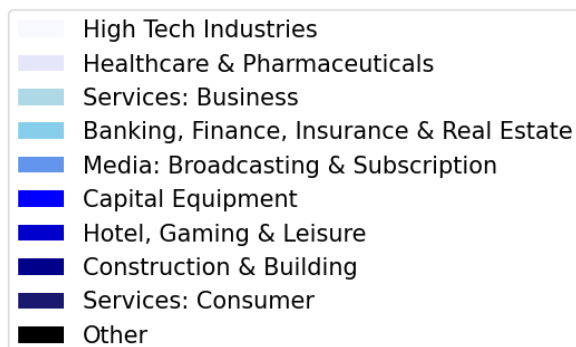 High Tech Industries
Healthcare & Pharmaceuticals
Services: Business
Banking, Finance, Insurance & Real Estate
Media: Broadcasting & Subscription
Capital Equipment
Hotel, Gaming & Leisure
Construction & Building
Services: Consumer
Other